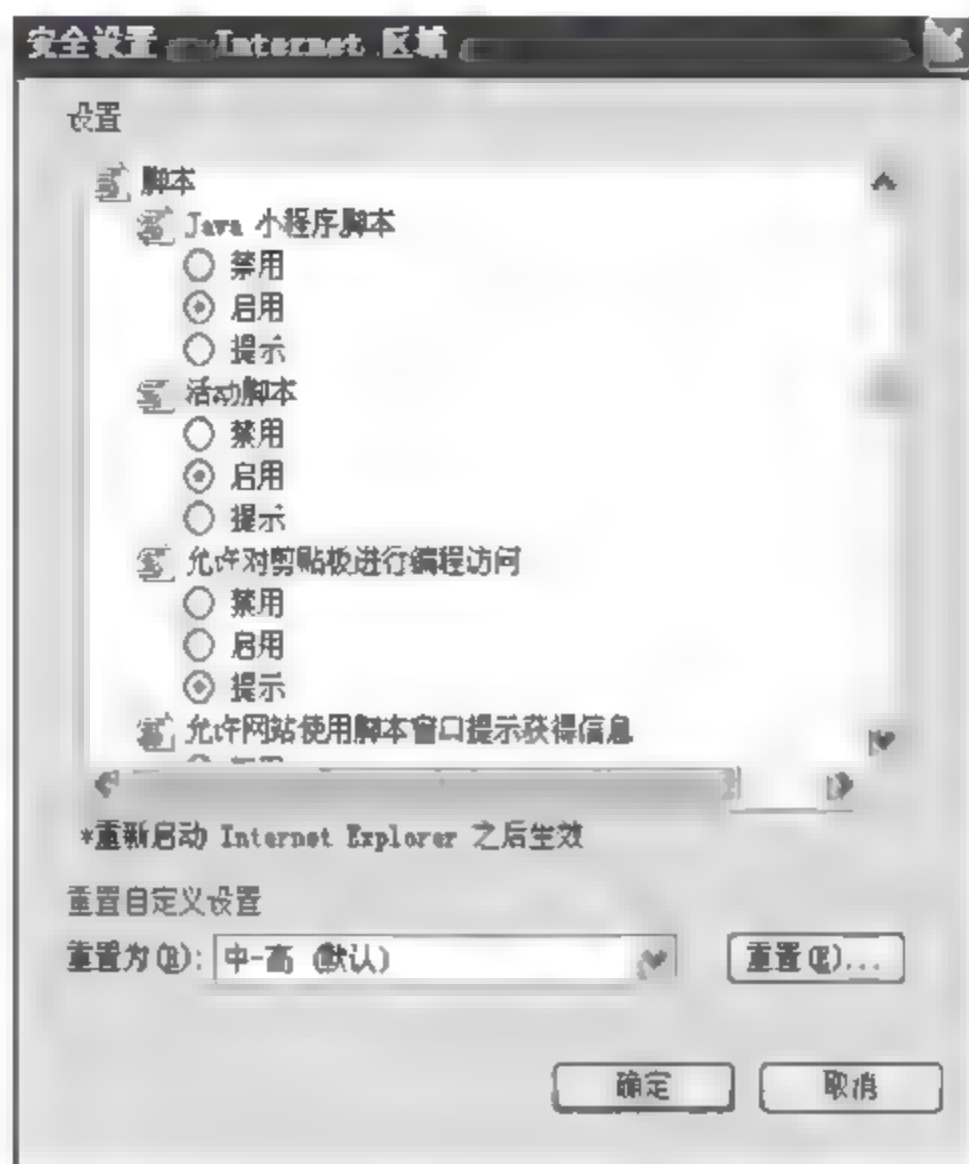 安全设置 - Internet 区域
设置
脚本
Java 小程序脚本
禁用
启用
提示
活动脚本
禁用
启用
提示
允许对剪贴板进行编程访问
禁用
启用
提示
允许网站使用脚本窗口提示获得信息
*重新启动 Internet Explorer 之后生效
重置自定义设置
重置为(R): 中-高 (默认) 重置(E)...
确定 取消